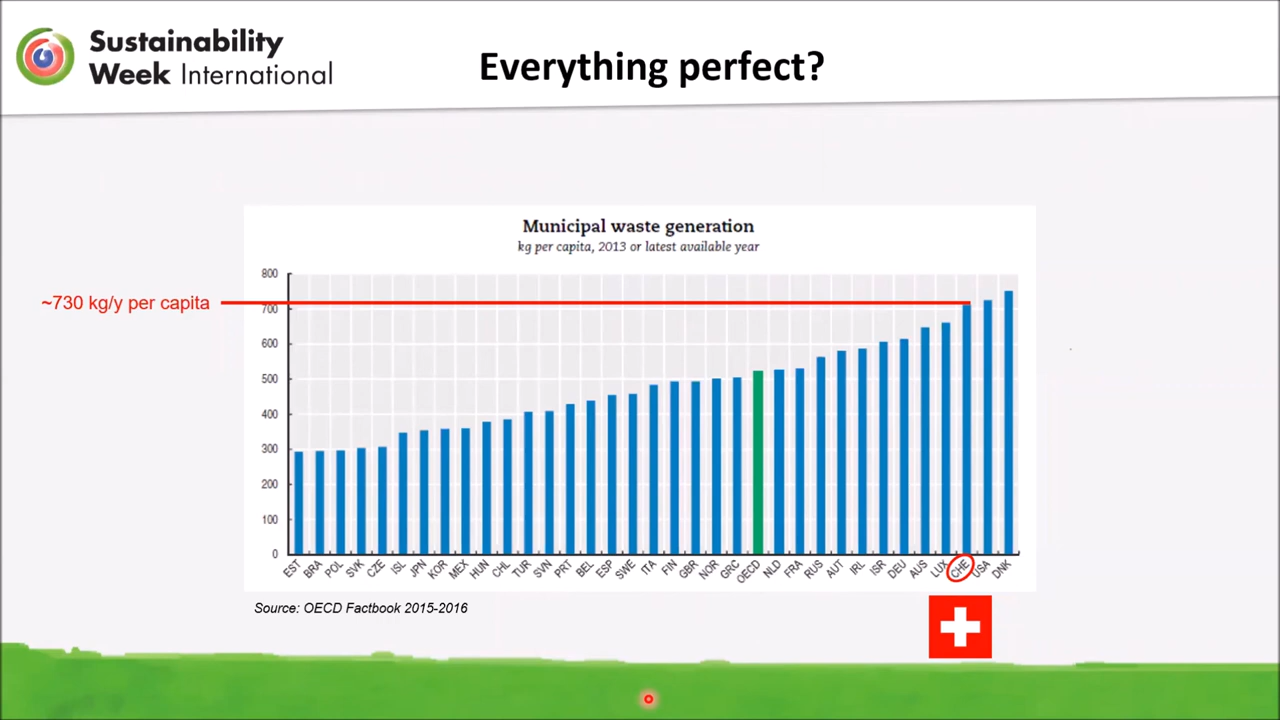 Sustainability
Week International
Everything perfect?
Municipal waste generation
kg per capita, 2013 or latest available year
~730 kg/y per capita
800
700
600
500
400
300
200
100
0
EST BRA POL SVK CZE ISL JPN KOR MEX HUN CHL TUR SVN PRT BEL ESP SWE ITA FIN GBR NOR GRC OECD NLD FRA RUS AUT IRL ISR DEU AUS LUX CHE USA DNK
Source: OECD Factbook 2015-2016